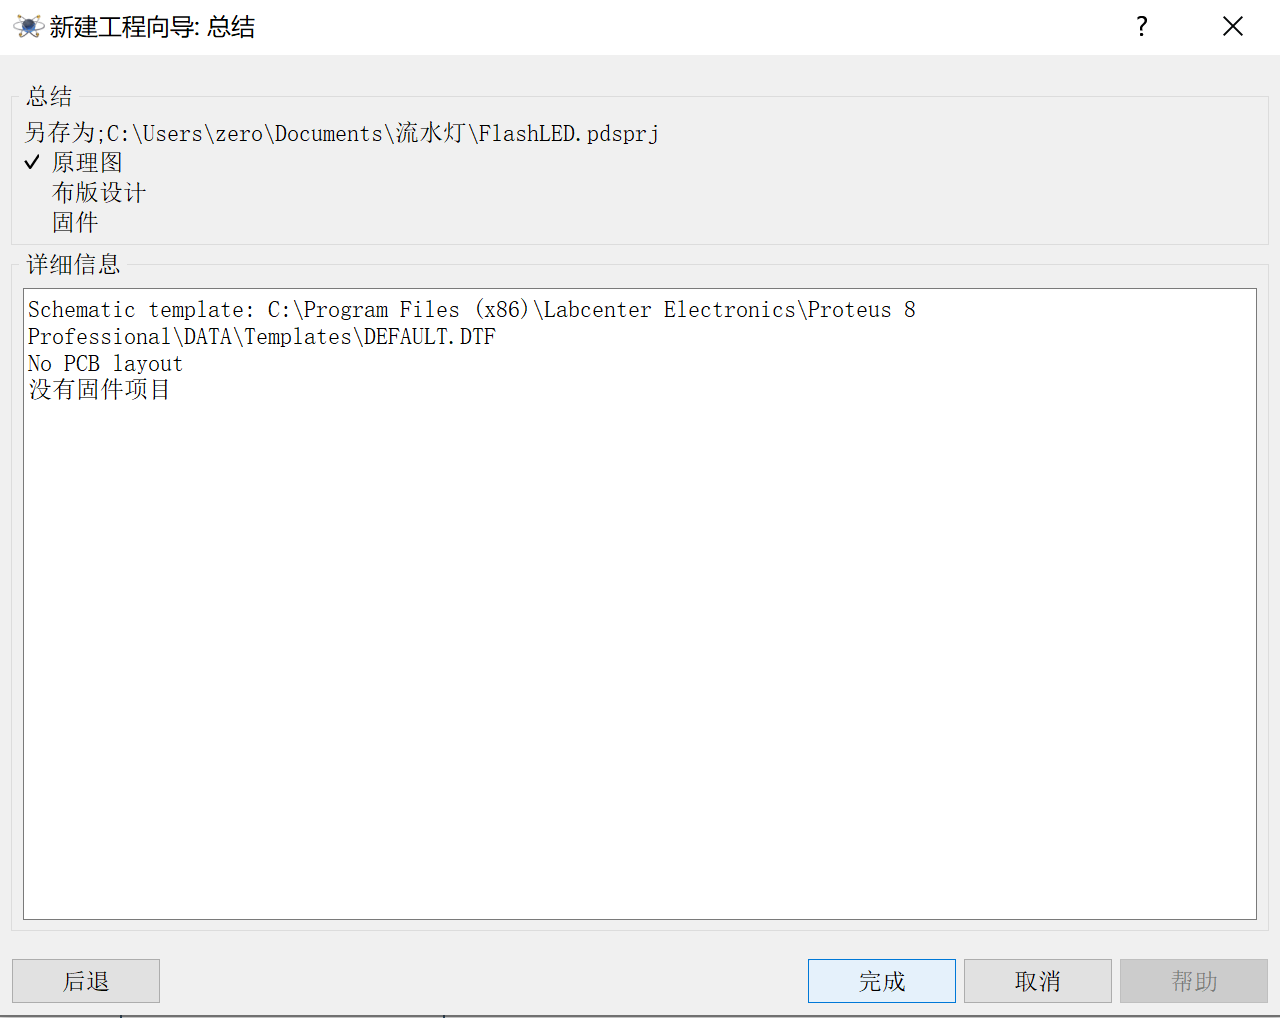 新建工程向导: 总结
?
总结
另存为;C:\Users\zero\Documents\流水灯\FlashLED.pdsprj
✓ 原理图
布版设计
固件
详细信息
Schematic template: C:\Program Files (x86)\Labcenter Electronics\Proteus 8
Professional\DATA\Templates\DEFAULT.DTF
No PCB layout
没有固件项目
后退
完成
取消
帮助